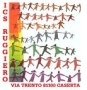 ICS RUGGIERO
VIA TRENTO 81100 CASERTA